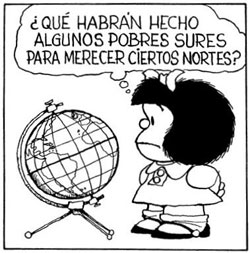 ¿QUÉ HABRÁN HECHO
ALGUNOS POBRES SURES
PARA MERECER CIERTOS NORTES?